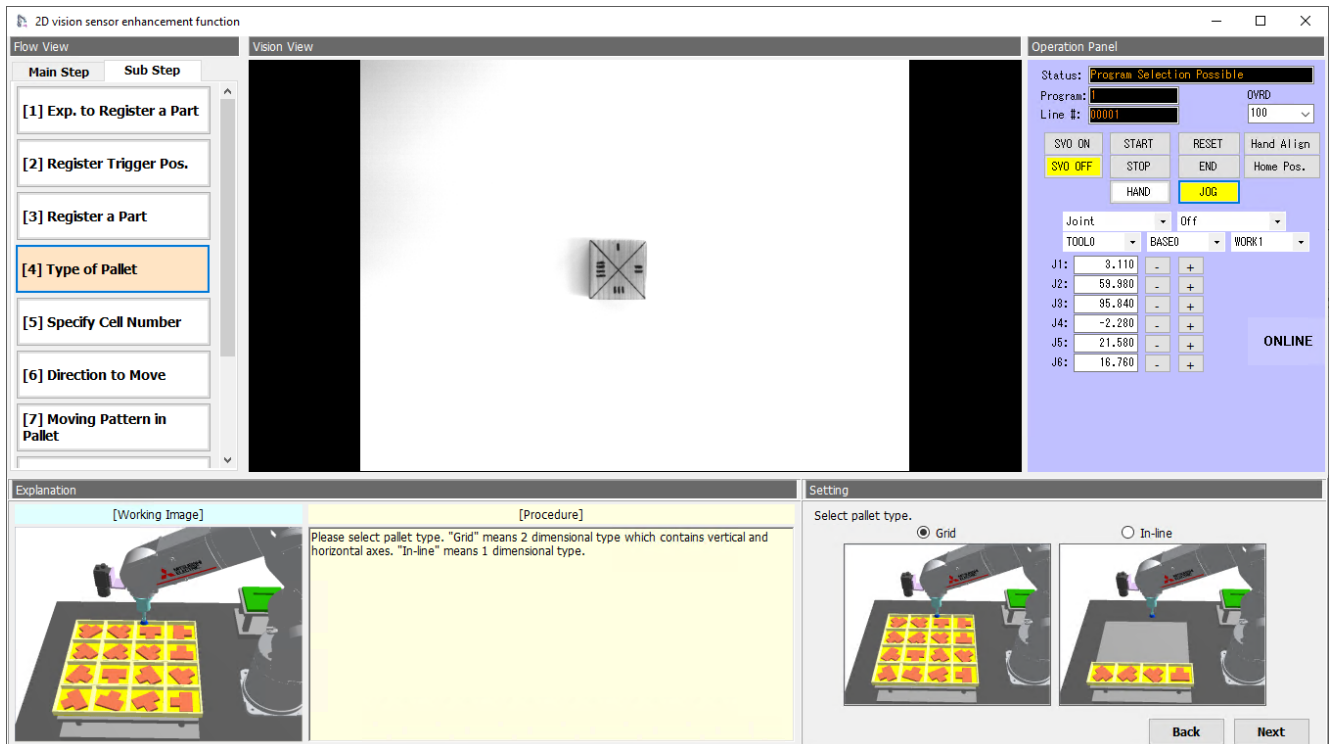 2D vision sensor enhancement function
Flow View
Main Step
Sub Step
[1] Exp. to Register a Part
[2] Register Trigger Pos.
[3] Register a Part
[4] Type of Pallet
[5] Specify Cell Number
[6] Direction to Move
[7] Moving Pattern in
Pallet
Vision View
Operation Panel
Status: Program Selection Possible
Program: 1
OVRD
Line #: 00001
100
SVO ON START RESET Hand Align
SVO OFF STOP END Home Pos.
HAND JOG
Joint Off
TOOL0 BASE0 WORK1
J1: 3.110 - +
J2: 59.980 - +
J3: 95.840 - +
J4: -2.280 - +
J5: 21.580 - +
J6: 16.760 - +
ONLINE
Explanation
[Working Image]
MITSUBISHI
ELECTRIC
[Procedure]
Please select pallet type. "Grid" means 2 dimensional type which contains vertical and
horizontal axes. "In-line" means 1 dimensional type.
Setting
Select pallet type.
Grid
In-line
Back
Next